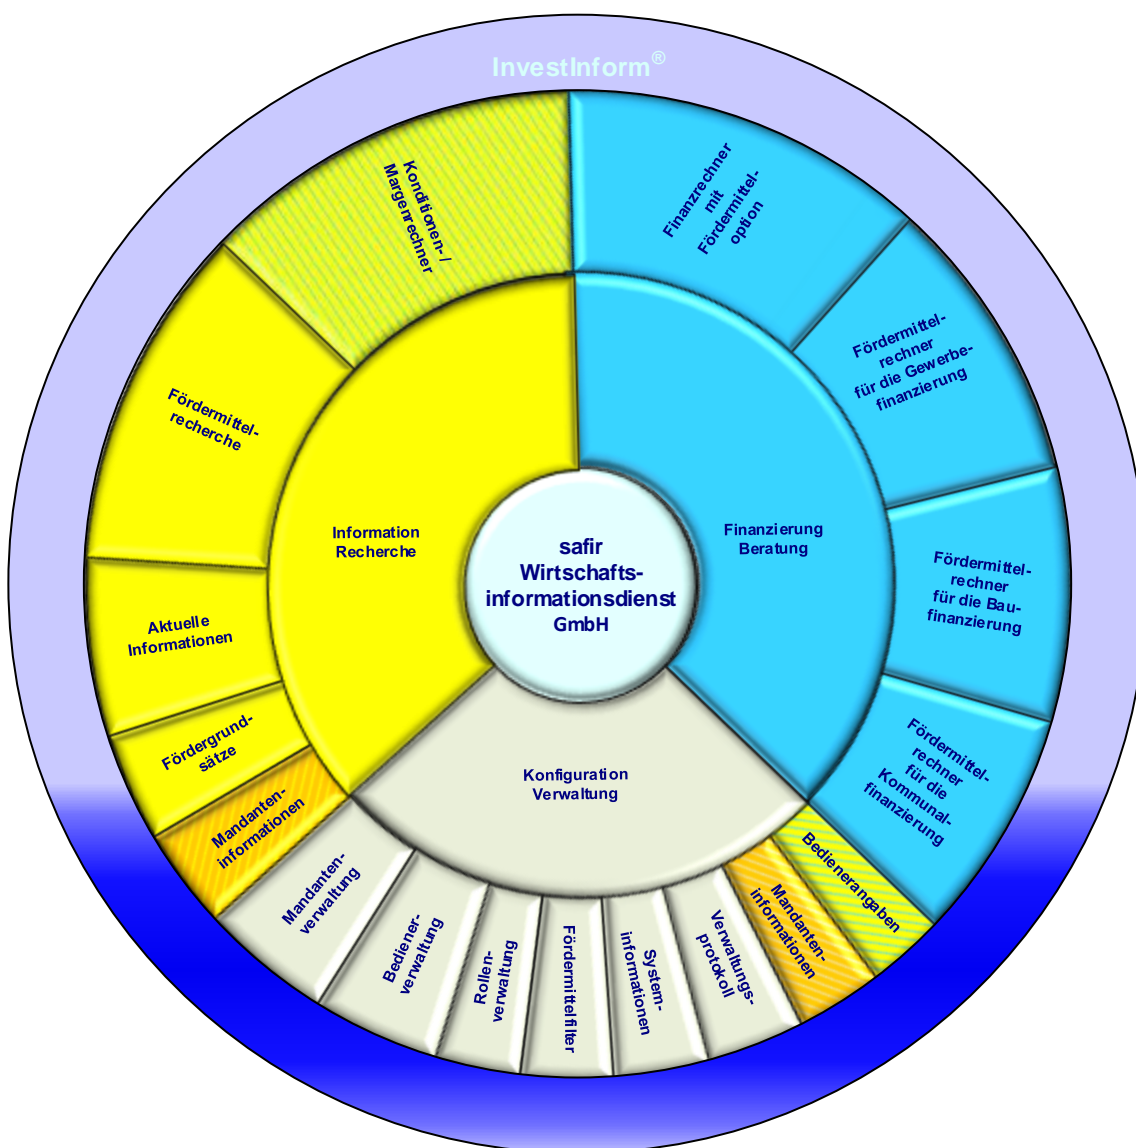 InvestInform®
Konditionen- /
Margenrechner
Finanzrechner
mit
Fördermittel-
option
Fördermittel-
rechner
für die Gewerbe-
finanzierung
Fördermittel-
rechner
für die Bau-
finanzierung
Fördermittel-
rechner
für die
Kommunal-
finanzierung
Fördermittel-
recherche
Aktuelle
Informationen
Fördergrund-
sätze
Mandanten-
informationen
Information
Recherche
Finanzierung
Beratung
safir
Wirtschafts-
informationsdienst
GmbH
Konfiguration
Verwaltung
Mandanten-
verwaltung
Bediener-
verwaltung
Rollen-
verwaltung
Fördermittelfilter
System-
informationen
Verwaltungs-
protokoll
Mandanten-
informationen
Bedienerangaben